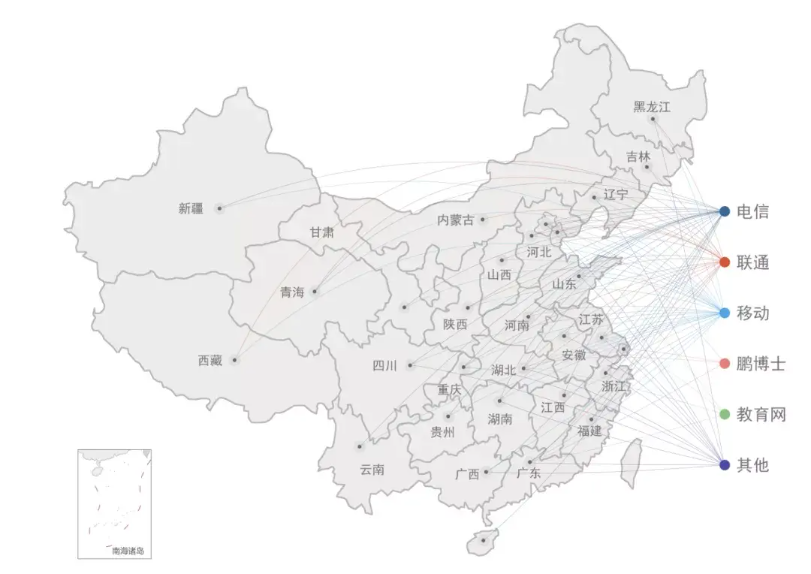 黑龙江
吉林
辽宁
新疆
内蒙古
电信
甘肃
河北
联通
山西
青海
山东
移动
陕西
河南
江苏
安徽
西藏
四川
湖北
鹏博士
重庆
浙江
江西
教育网
湖南
贵州
福建
云南
广西
广东
其他
南海诸岛